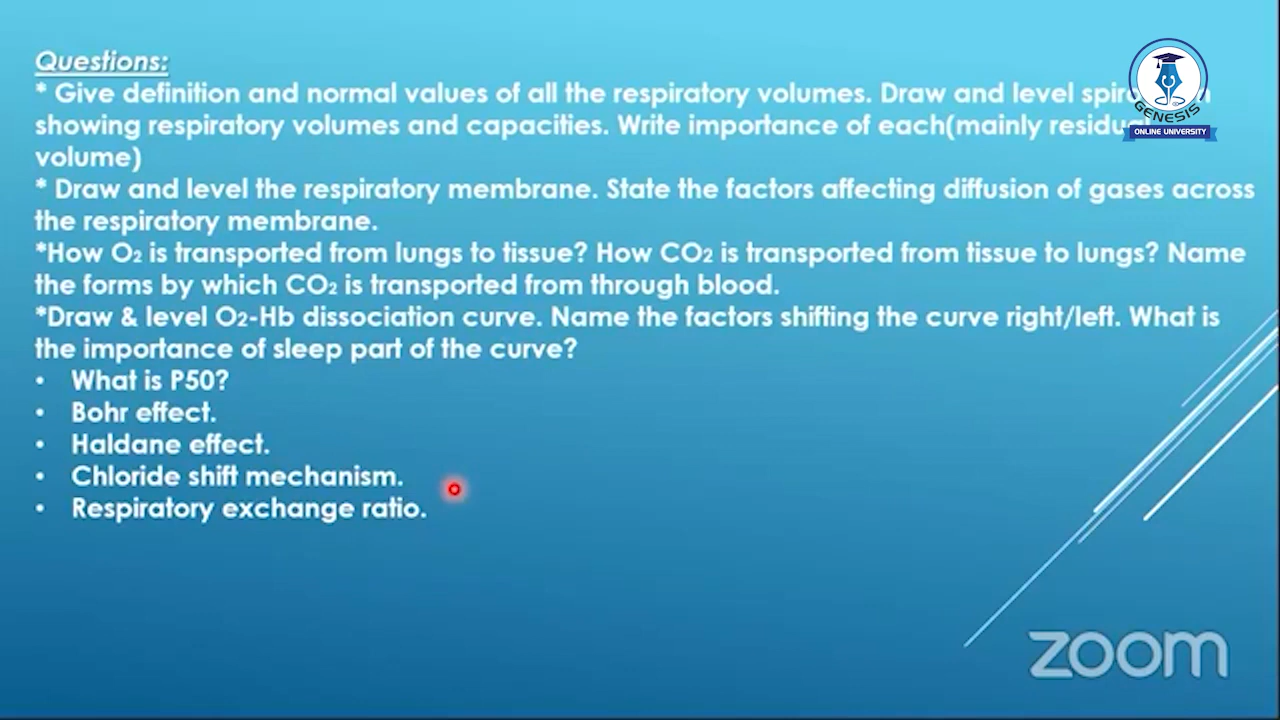 Questions:
* Give definition and normal values of all the respiratory volumes. Draw and level
showing respiratory volumes and capacities. Write importance of each(mainly residual
volume)
* Draw and level the respiratory membrane. State the factors affecting diffusion of gases across
the respiratory membrane.
*How O2 is transported from lungs to tissue? How CO2 is transported from tissue to lungs? Name
the forms by which CO2 is transported from through blood.
*Draw & level O2-Hb dissociation curve. Name the factors shifting the curve right/left. What is
the importance of sleep part of the curve?
• What is P50?
• Bohr effect.
• Haldane effect.
• Chloride shift mechanism.
• Respiratory exchange ratio.
GENESIS
ONLINE UNIVERSITY
zoom